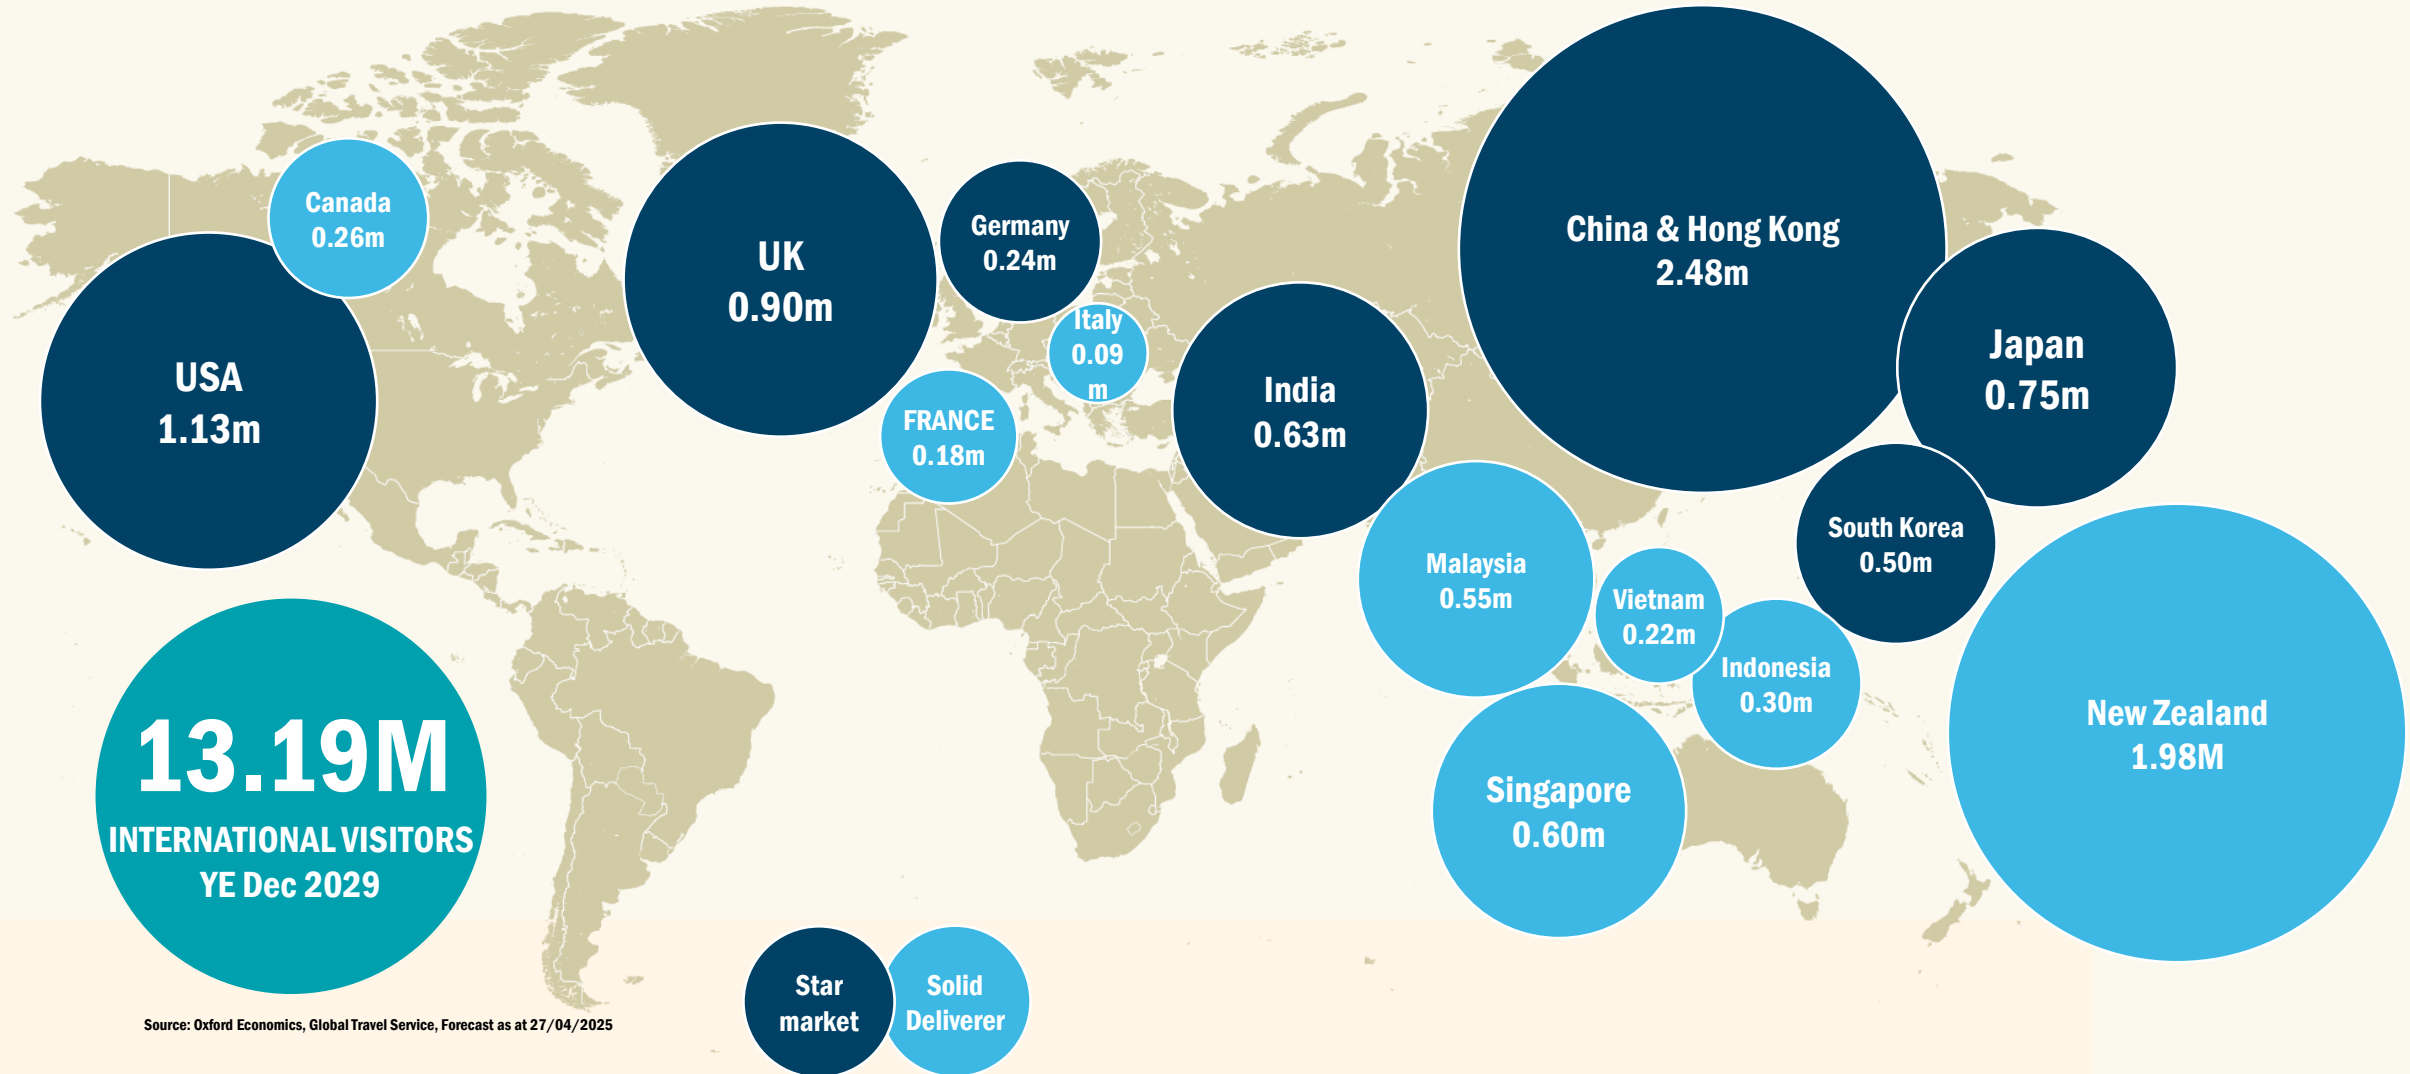 Canada
0.26m
USA
1.13m
UK
0.90m
Germany
0.24m
Italy
0.09
m
FRANCE
0.18m
India
0.63m
China & Hong Kong
2.48m
Japan
0.75m
South Korea
0.50m
Malaysia
0.55m
Vietnam
0.22m
Indonesia
0.30m
Singapore
0.60m
New Zealand
1.98M
13.19M
INTERNATIONAL VISITORS
YE Dec 2029
Star
market
Solid
Deliverer
Source: Oxford Economics, Global Travel Service, Forecast as at 27/04/2025